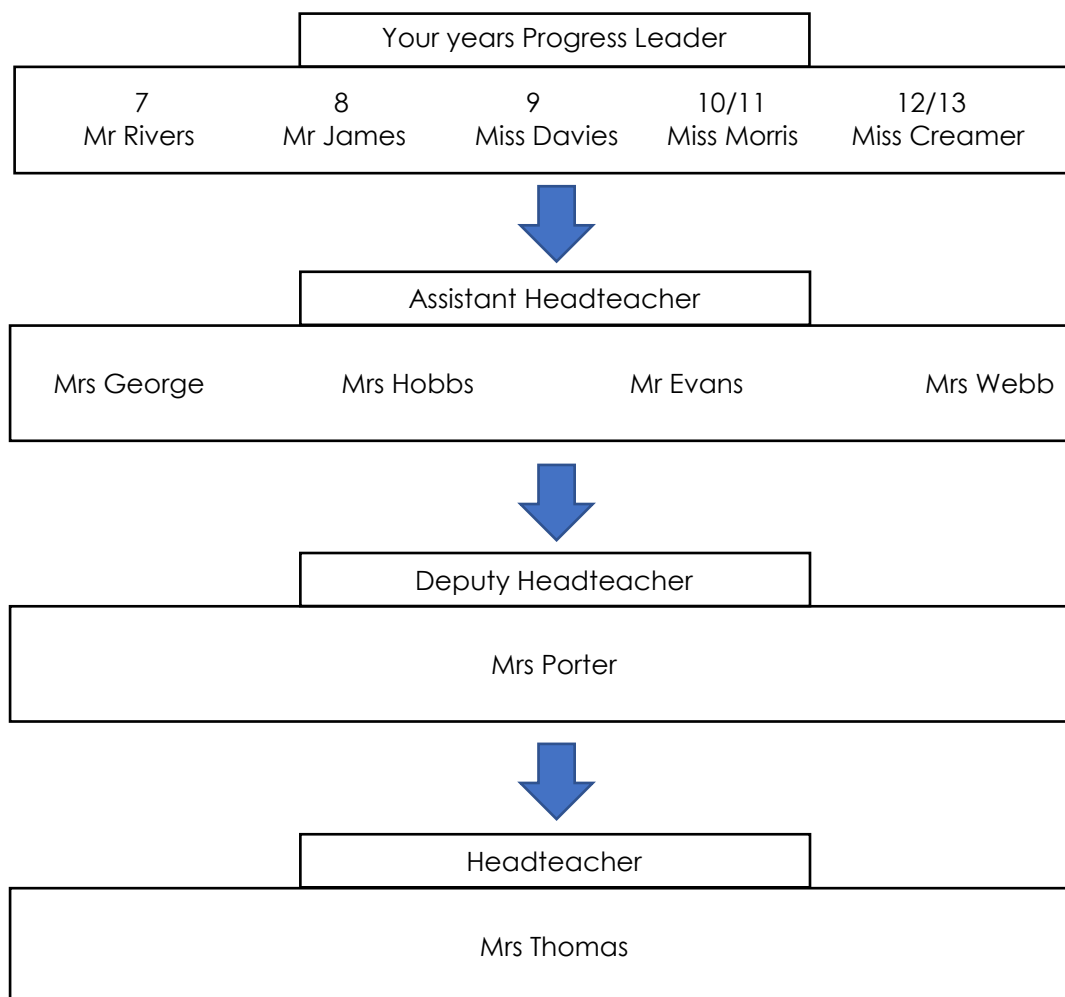 Your years Progress Leader
7 8 9 10/11 12/13
Mr Rivers Mr James Miss Davies Miss Morris Miss Creamer
Assistant Headteacher
Mrs George Mrs Hobbs Mr Evans Mrs Webb
Deputy Headteacher
Mrs Porter
Headteacher
Mrs Thomas